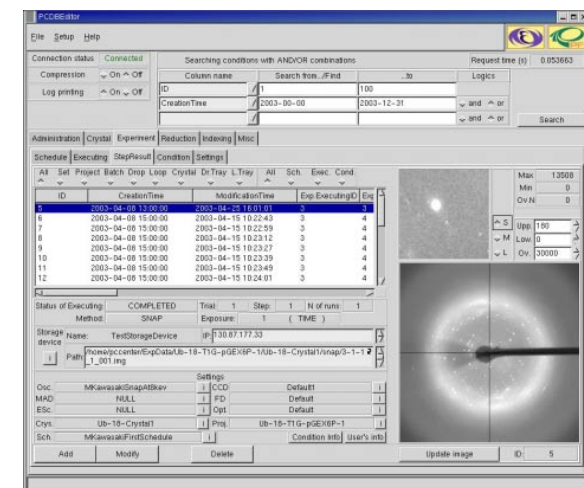 PCDBEditor
File Setup Help
Connection status Connected Searching conditions with AND/OR combinations Request time (s) 0.053663
Compression On Off Column name Search from../Find ..to Logics
Log printing On Off ID 1 100
CreationTime 2003-00-00 2003-12-31 and or
and or Search
Administration Crystal Experiment Reduction Indexing Misc
Schedule Executing StepResult Condition Settings
All Set Project Batch Drop Loop Crystal Dr.Tray L.Tray All Sch. Exec. Cond.
ID CreationTime ModificationTime Exp.ExecutingID Exp
5 2003-04-08 13:00:00 2003-04-25 16:01:01 3 3
6 2003-04-08 15:00:00 2003-04-15 10:22:43 3 4
7 2003-04-08 15:00:00 2003-04-15 10:22:59 3 4
8 2003-04-08 15:00:00 2003-04-15 10:23:12 3 4
9 2003-04-08 15:00:00 2003-04-15 10:23:27 3 4
10 2003-04-08 15:00:00 2003-04-15 10:23:39 3 4
11 2003-04-08 15:00:00 2003-04-15 10:23:49 3 4
12 2003-04-08 15:00:00 2003-04-15 10:24:01 3 4
Max 13508
Min 0
Ov.N 0
S Upp. 160
M Low. 0
L Ov. 30000
Status of Executing: COMPLETED Trial: 1 Step: 1 N of runs: 1
Method: SNAP Exposure: 1 ( TIME )
Storage device Name: TestStorageDevice IP: 130.87.177.33
i Path: /home/pccenter/ExpData/Ub-18-T1G-pGEX6P-1/Ub-18-Crystal1/snap/3-1-1
_1_001.img
Settings
Osc. MKawasakiSnapAt8kev i CCD Default1 i
MAD NULL i FD Default i
ESc. NULL i Opt Default i
Crys. Ub-18-Crystal1 i Proj. Ub-18-T1G-pGEX6P-1 i
Sch. MKawasakiFirstSchedule i Condition Info User's info
Add Modify Delete Update image ID: 5